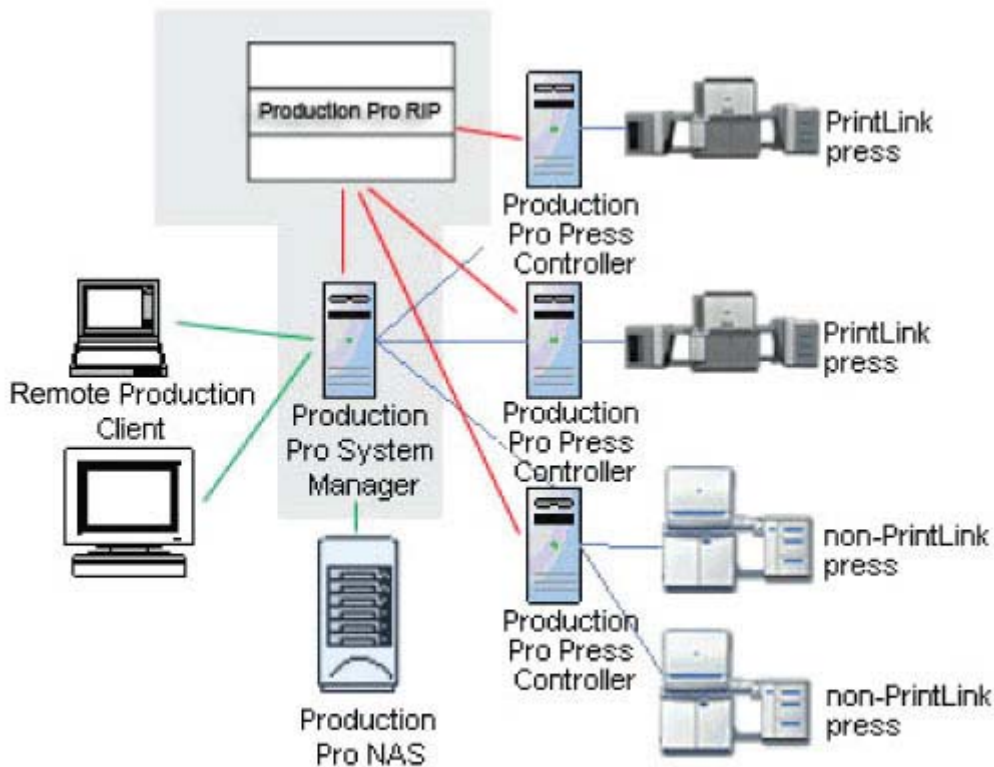 Production Pro RIP
PrintLink
press
Production
Pro Press
Controller
PrintLink
press
Remote Production
Client
Production
Pro System
Manager
Production
Pro Press
Controller
non-PrintLink
press
Production
Pro Press
Controller
non-PrintLink
press
Production
Pro NAS